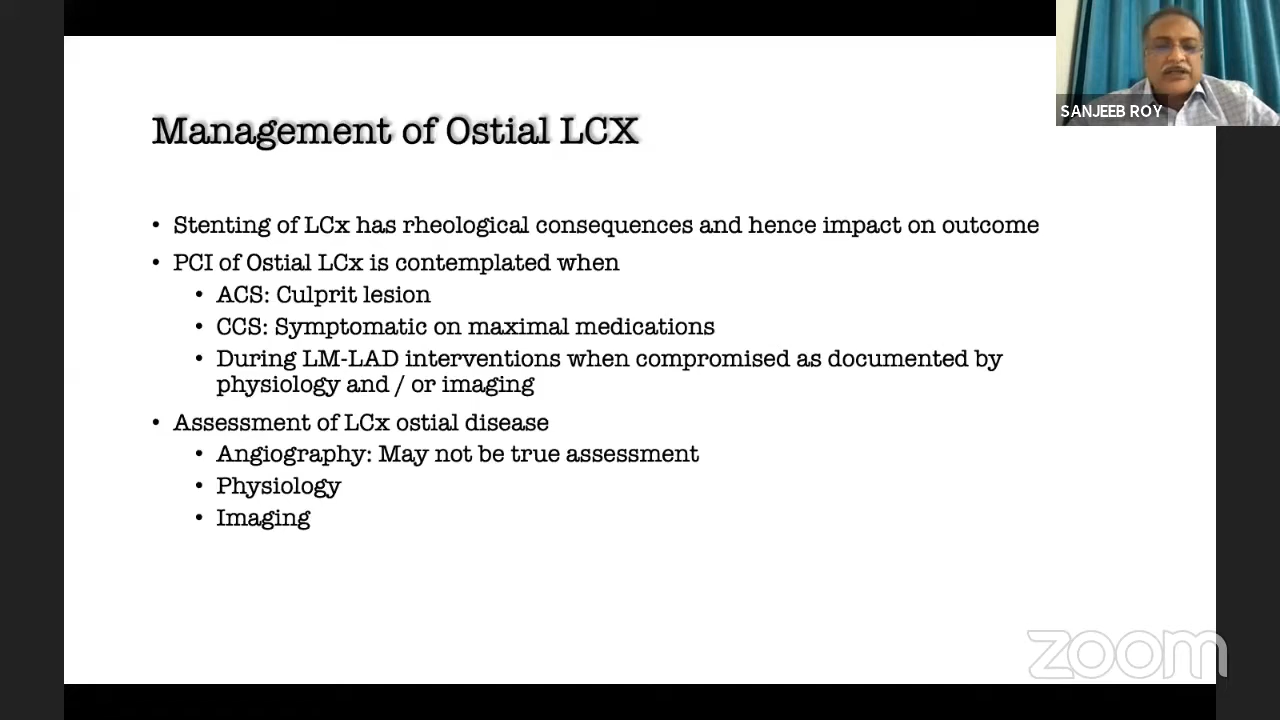 SANJEEB ROY
Management of Ostial LCX
• Stenting of LCx has rheological consequences and hence impact on outcome
• PCI of Ostial LCx is contemplated when
• ACS: Culprit lesion
• CCS: Symptomatic on maximal medications
• During LM-LAD interventions when compromised as documented by
physiology and / or imaging
• Assessment of LCx ostial disease
• Angiography: May not be true assessment
• Physiology
• Imaging
zoom